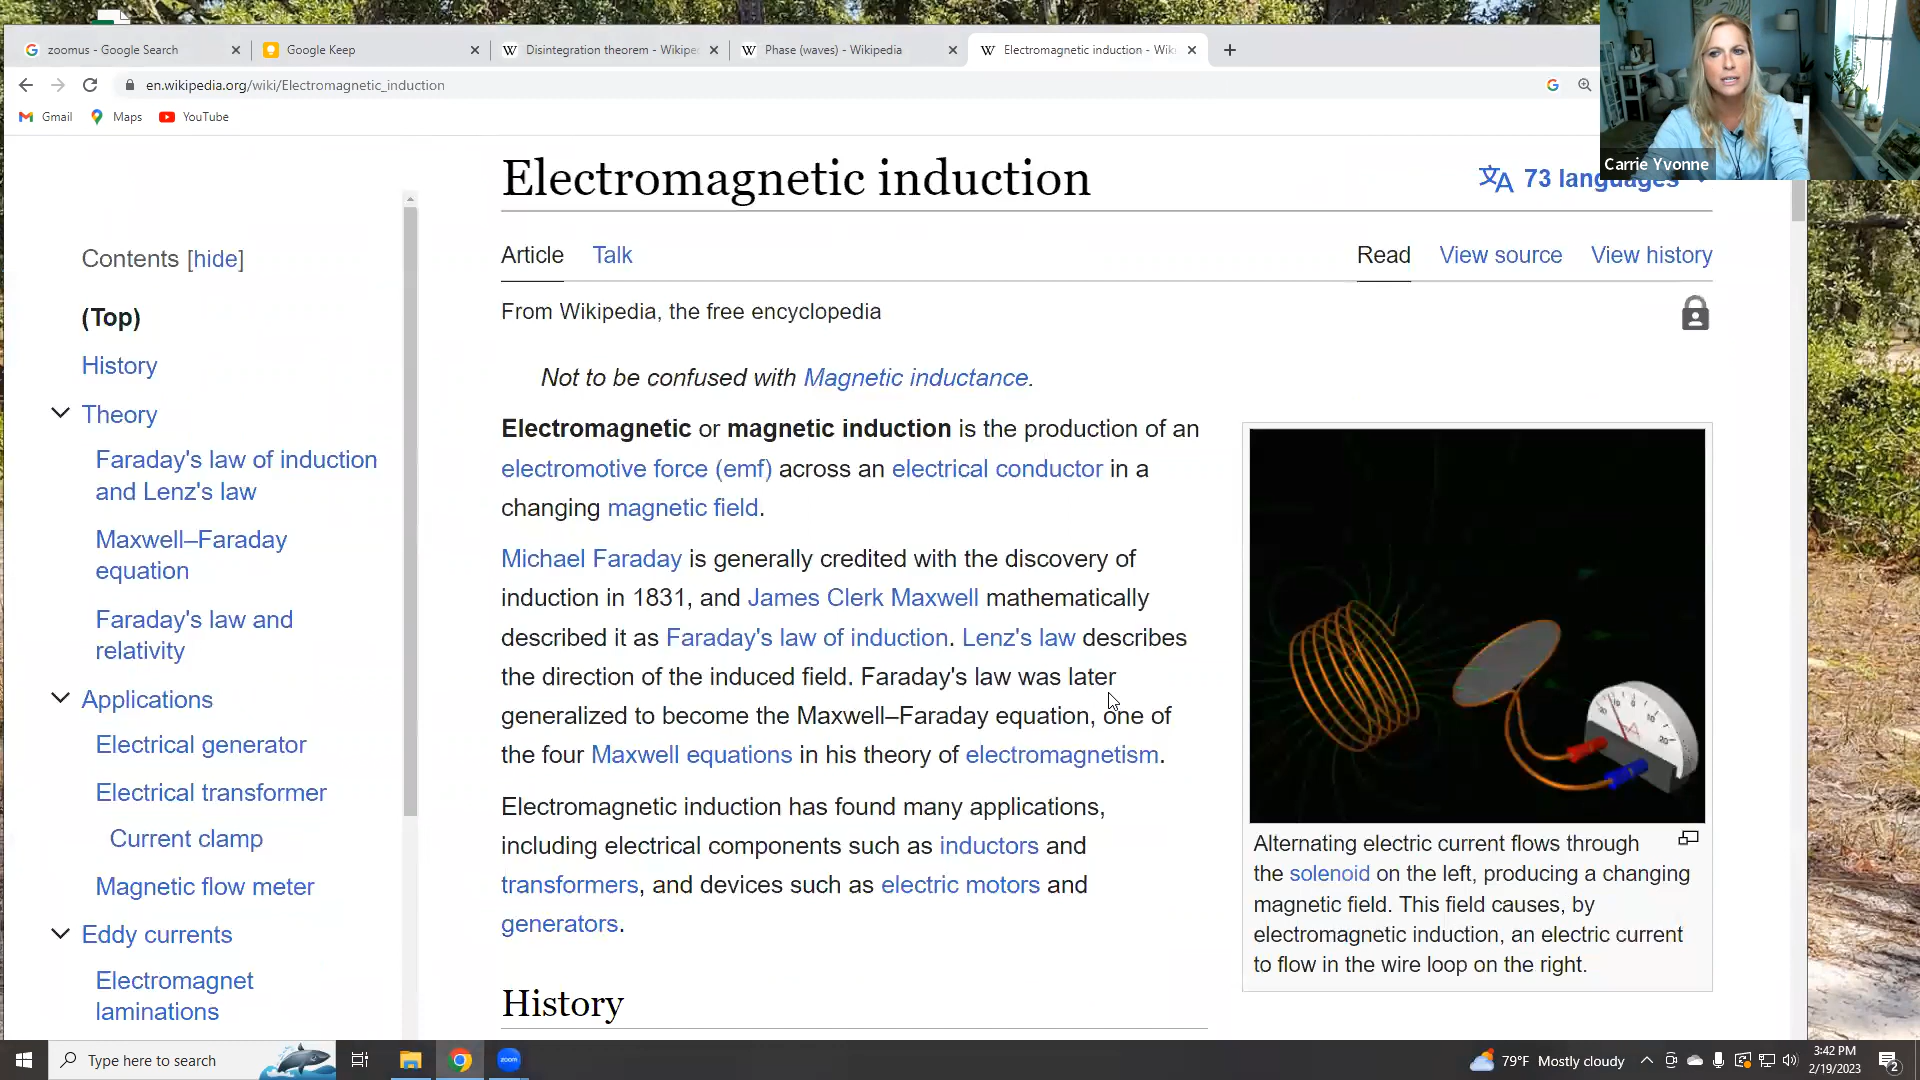 zoomus - Google Search
Google Keep
Disintegration theorem - Wikipe
Phase (waves) - Wikipedia
Electromagnetic induction - Wik
en.wikipedia.org/wiki/Electromagnetic_induction
Gmail
Maps
YouTube
Carrie Yvonne
Electromagnetic induction
73 languages
Contents [hide]
(Top)
History
Theory
Faraday's law of induction
and Lenz's law
Maxwell–Faraday
equation
Faraday's law and
relativity
Applications
Electrical generator
Electrical transformer
Current clamp
Magnetic flow meter
Eddy currents
Electromagnet
laminations
Article
Talk
Read
View source
View history
From Wikipedia, the free encyclopedia
Not to be confused with Magnetic inductance.
Electromagnetic or magnetic induction is the production of an
electromotive force (emf) across an electrical conductor in a
changing magnetic field.
Michael Faraday is generally credited with the discovery of
induction in 1831, and James Clerk Maxwell mathematically
described it as Faraday's law of induction. Lenz's law describes
the direction of the induced field. Faraday's law was later
generalized to become the Maxwell–Faraday equation, one of
the four Maxwell equations in his theory of electromagnetism.
Electromagnetic induction has found many applications,
including electrical components such as inductors and
transformers, and devices such as electric motors and
generators.
History
Alternating electric current flows through
the solenoid on the left, producing a changing
magnetic field. This field causes, by
electromagnetic induction, an electric current
to flow in the wire loop on the right.
Type here to search
zoom
79°F Mostly cloudy
3:42 PM
2/19/2023
2